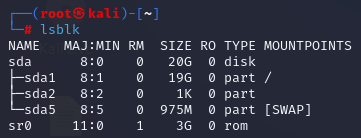 ┌──(root㉿kali)-[~]
└─# lsblk
NAME   MAJ:MIN RM  SIZE RO TYPE MOUNTPOINTS
sda      8:0    0   20G  0 disk
├─sda1   8:1    0   19G  0 part /
├─sda2   8:2    0    1K  0 part
└─sda5   8:5    0  975M  0 part [SWAP]
sr0     11:0    1    3G  0 rom